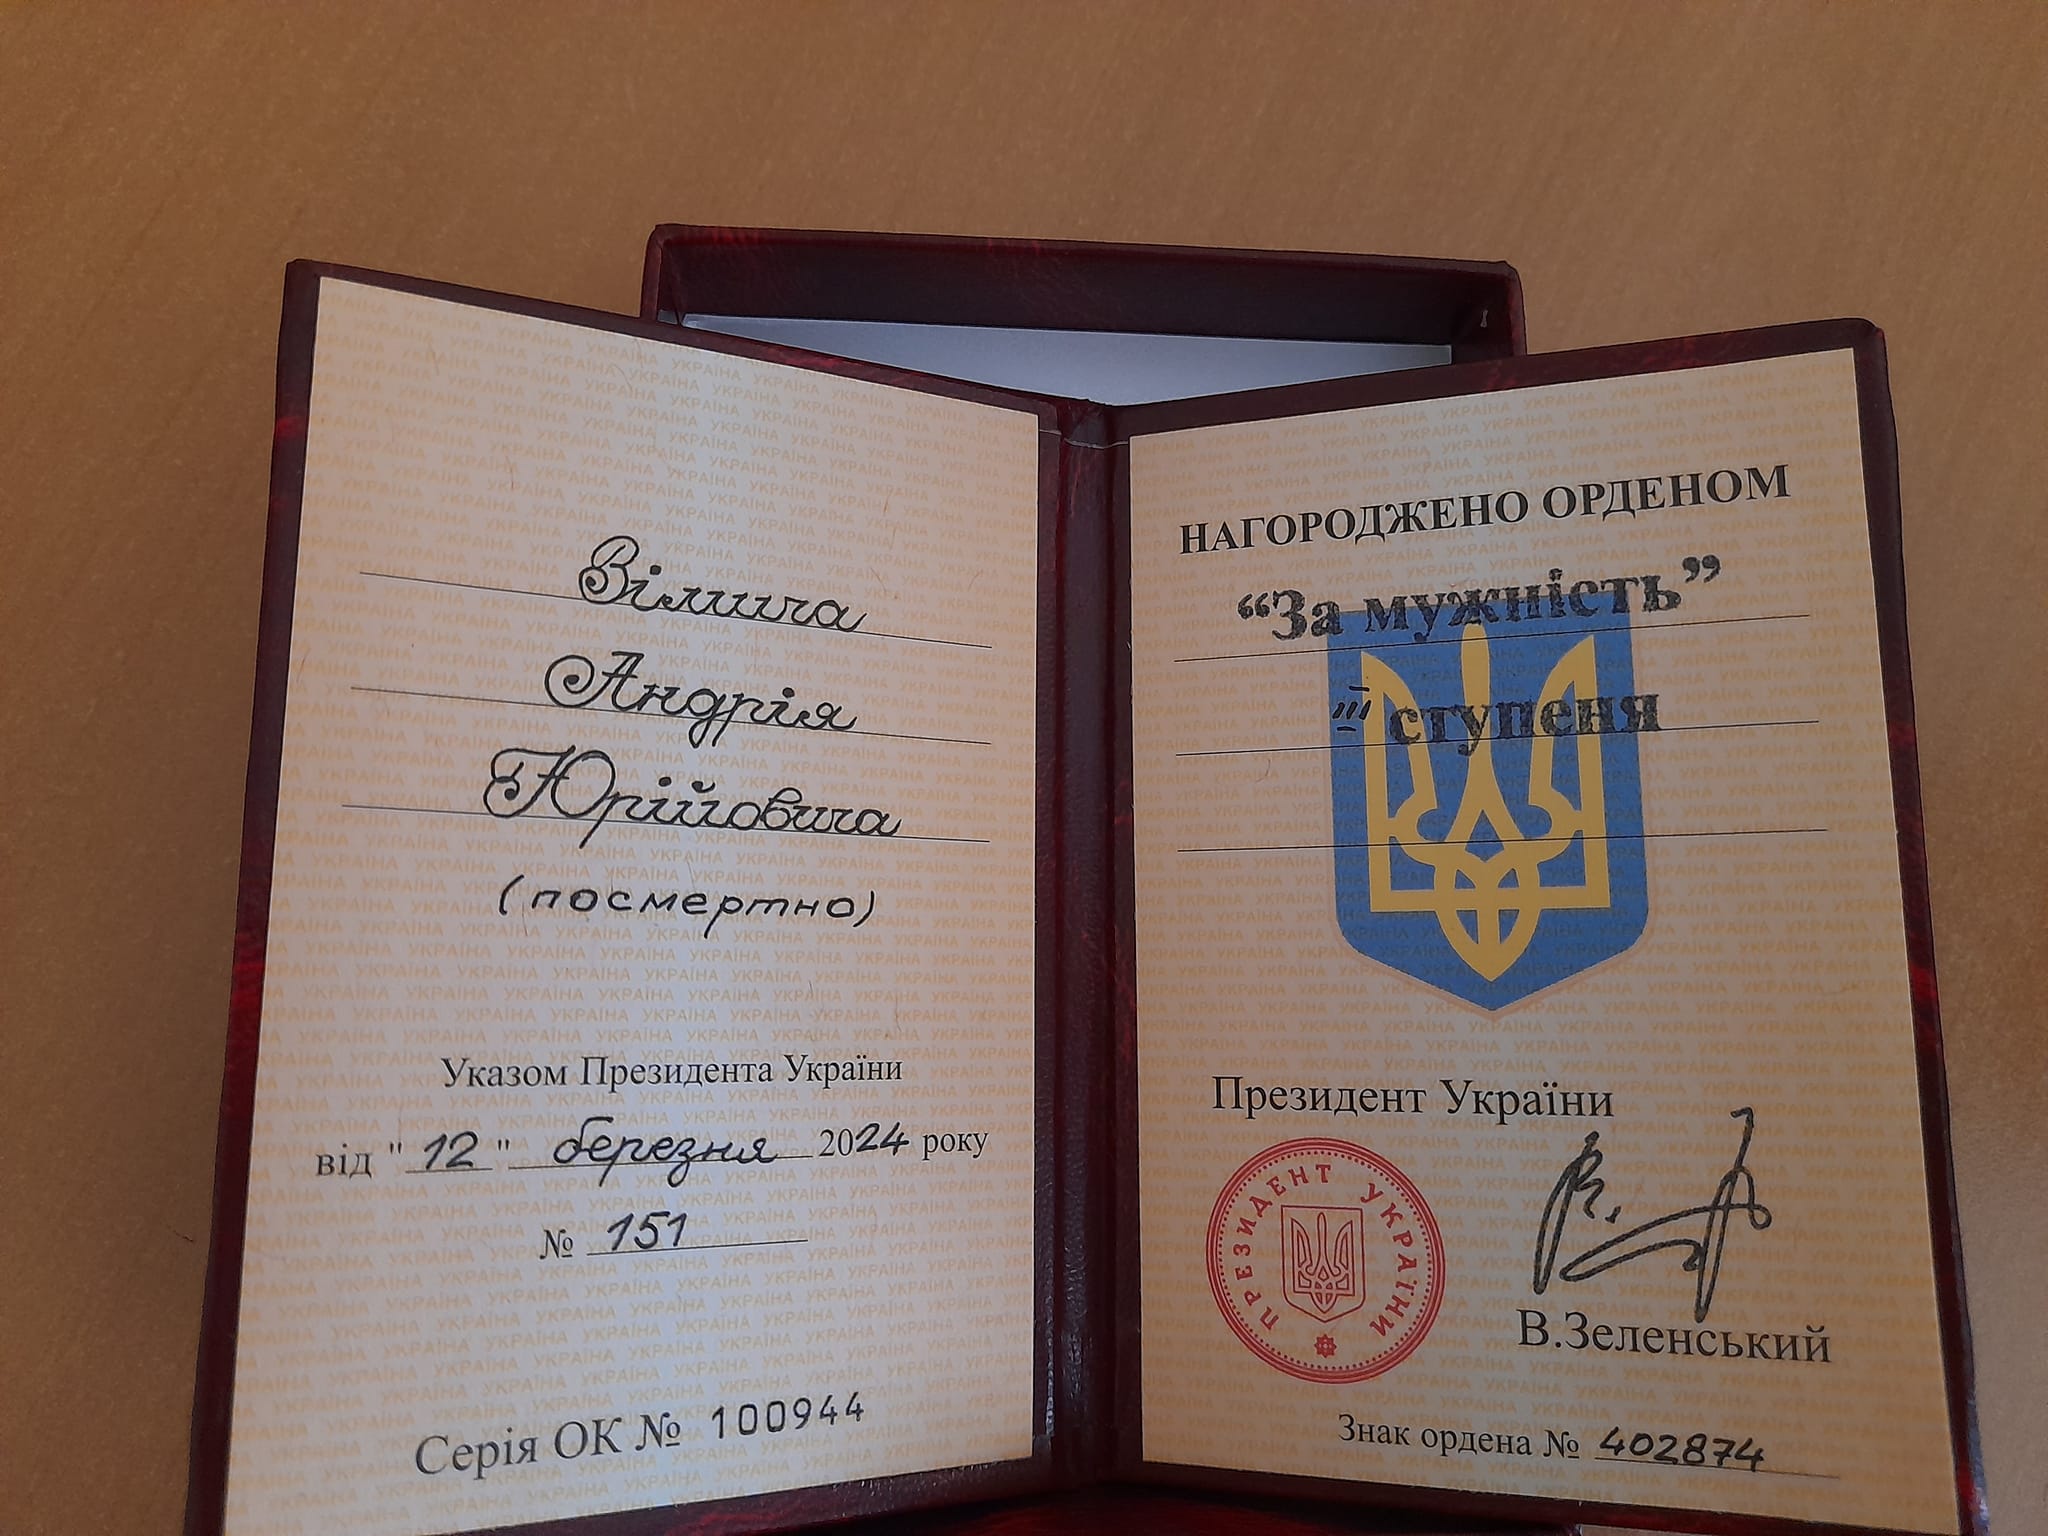 Віличча
Андрія
Юрійовича
(посмертно)
Указом Президента України
від "12" березня 2024 року
№ 151
Серія ОК № 100944
НАГОРОДЖЕНО ОРДЕНОМ
“За мужність”
III ступеня
Президент України
ПРЕЗИДЕНТ УКРАЇНИ
В.Зеленський
Знак ордена № 402874